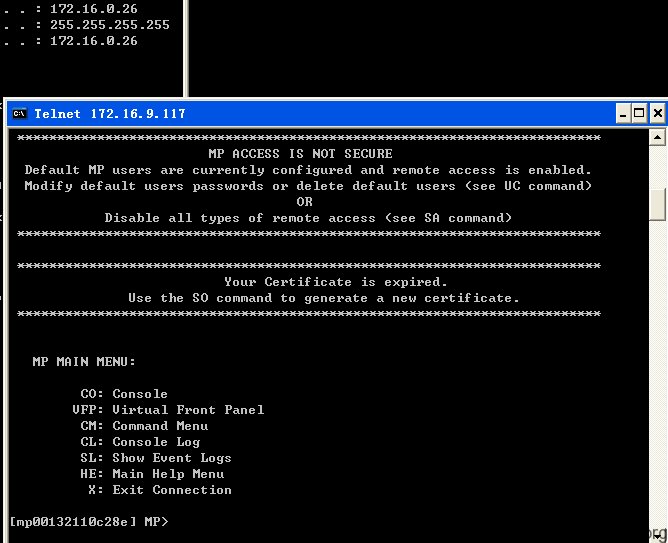 . . : 172.16.0.26
. . : 255.255.255.255
. . : 172.16.0.26
Telnet 172.16.9.117
*************************************************************************
MP ACCESS IS NOT SECURE
Default MP users are currently configured and remote access is enabled.
Modify default users passwords or delete default users (see UC command)
OR
Disable all types of remote access (see SA command)
*************************************************************************
*************************************************************************
Your Certificate is expired.
Use the SO command to generate a new certificate.
*************************************************************************
MP MAIN MENU:
CO: Console
VFP: Virtual Front Panel
CM: Command Menu
CL: Console Log
SL: Show Event Logs
HE: Main Help Menu
X: Exit Connection
[mp00132110c28e] MP>